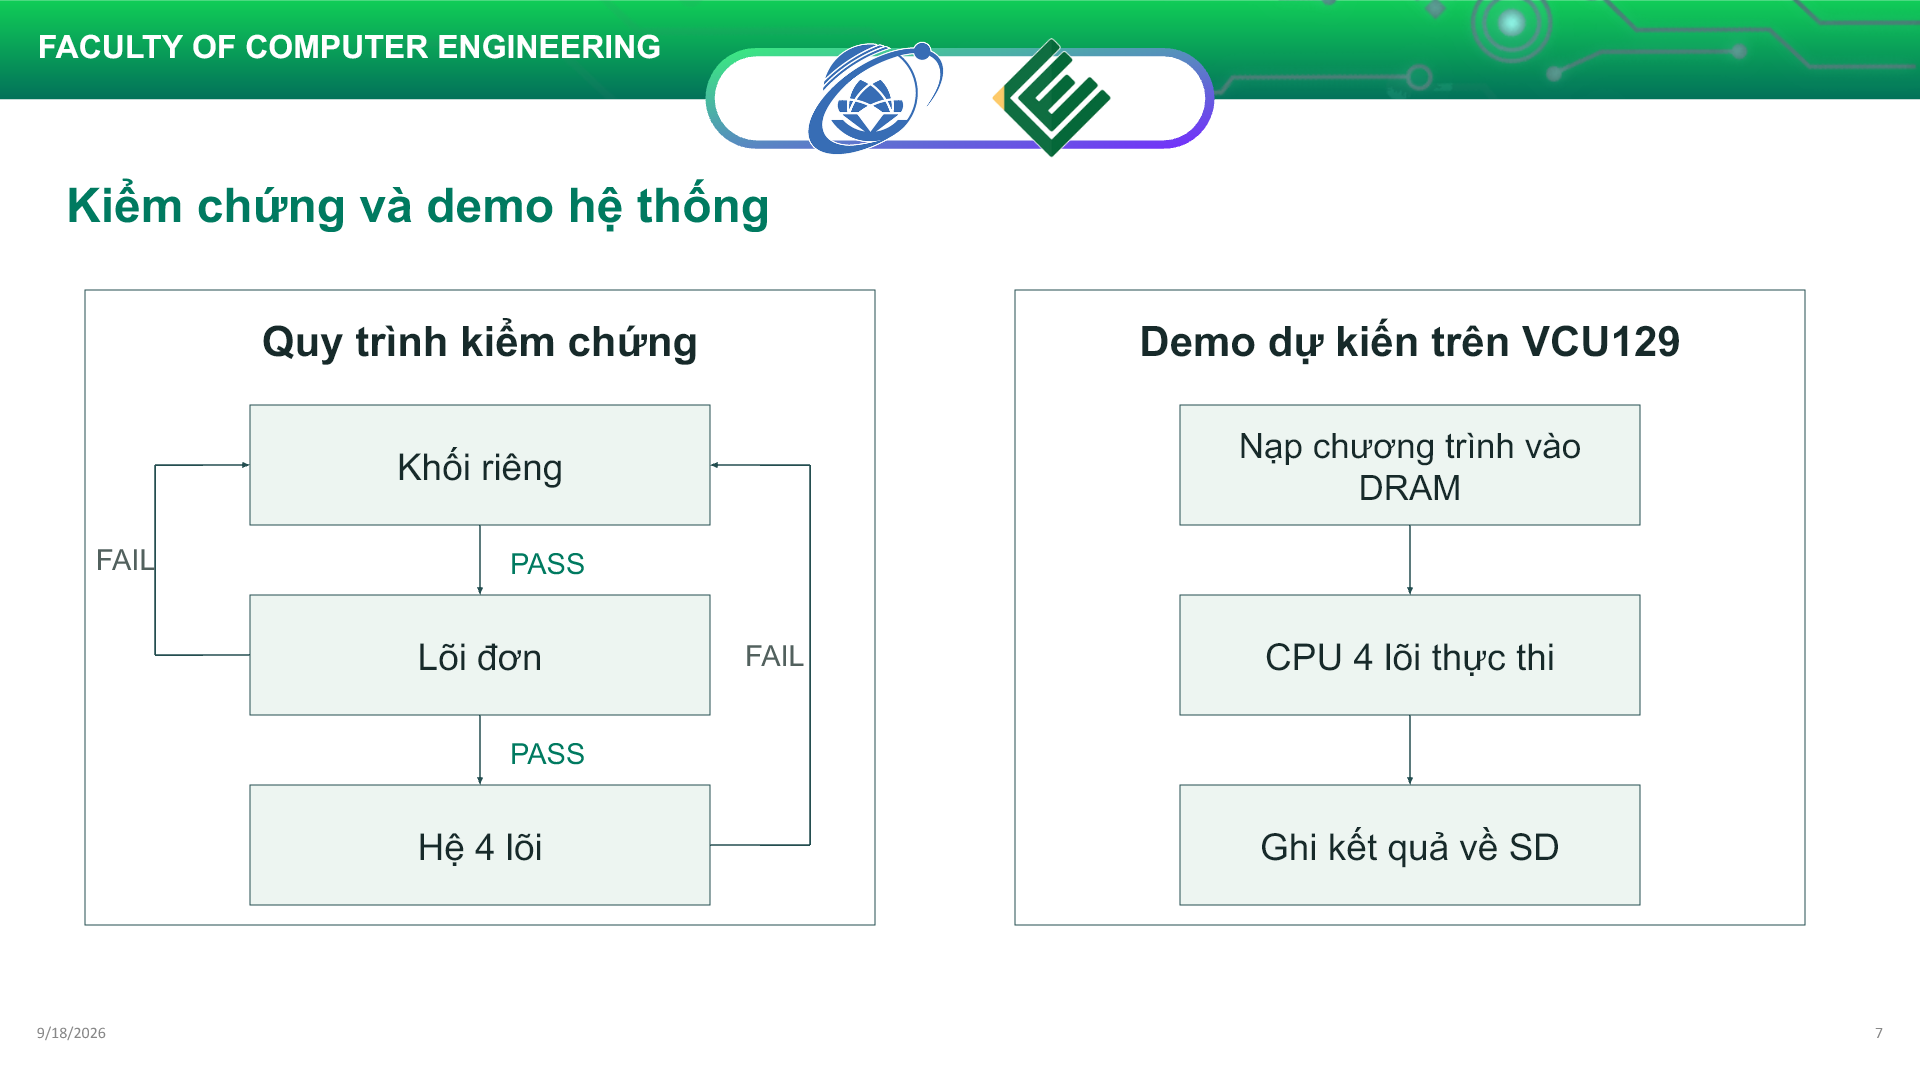 FACULTY OF COMPUTER ENGINEERING
Kiểm chứng và demo hệ thống
Quy trình kiểm chứng
Khối riêng
FAIL
PASS
Lõi đơn
FAIL
PASS
Hệ 4 lõi
Demo dự kiến trên VCU129
Nạp chương trình vào
DRAM
CPU 4 lõi thực thi
Ghi kết quả về SD
9/18/2026
7